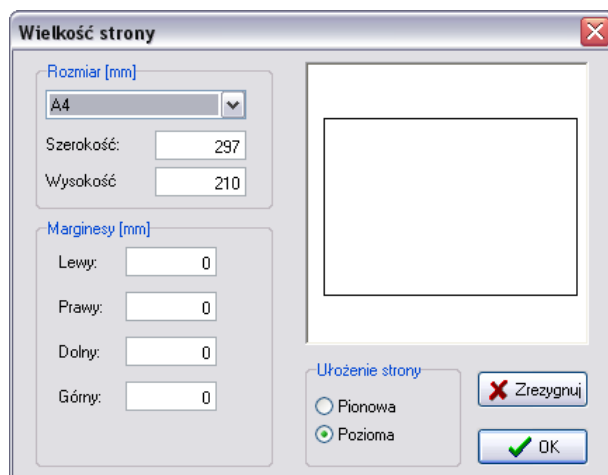 Wielkość strony
Rozmiar [mm]
A4
Szerokość: 297
Wysokość 210
Marginesy [mm]
Lewy: 0
Prawy: 0
Dolny: 0
Górny: 0
Ułożenie strony
Pionowa
Pozioma
Zrezygnuj
OK